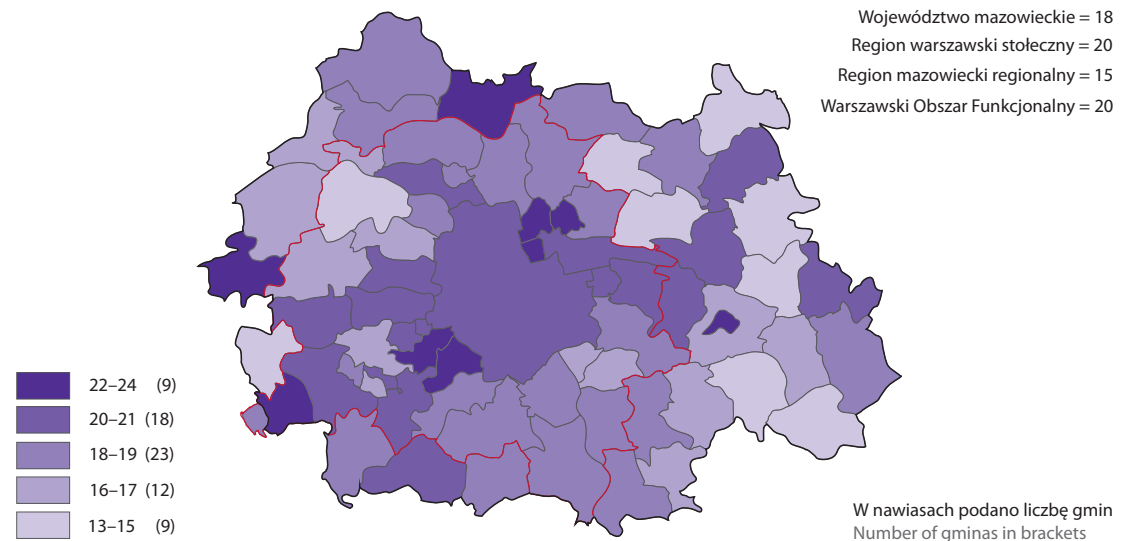 Województwo mazowieckie = 18
Region warszawski stołeczny = 20
Region mazowiecki regionalny = 15
Warszawski Obszar Funkcjonalny = 20
22–24 (9)
20–21 (18)
18–19 (23)
16–17 (12)
13–15 (9)
W nawiasach podano liczbę gmin
Number of gminas in brackets